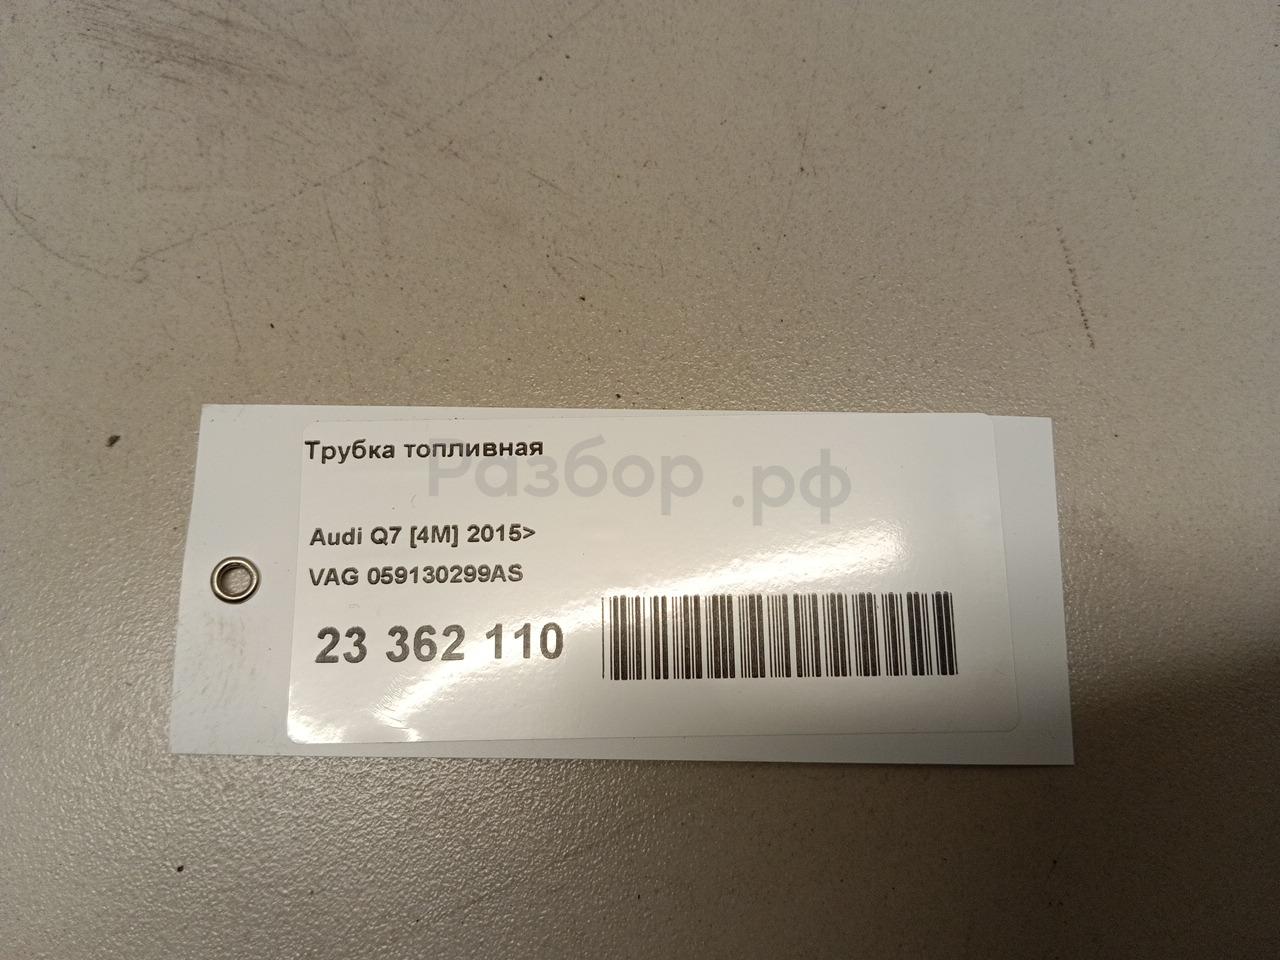 Трубка топливная
Разбор.рф
Audi Q7 [4M] 2015>
VAG 059130299AS
23 362 110